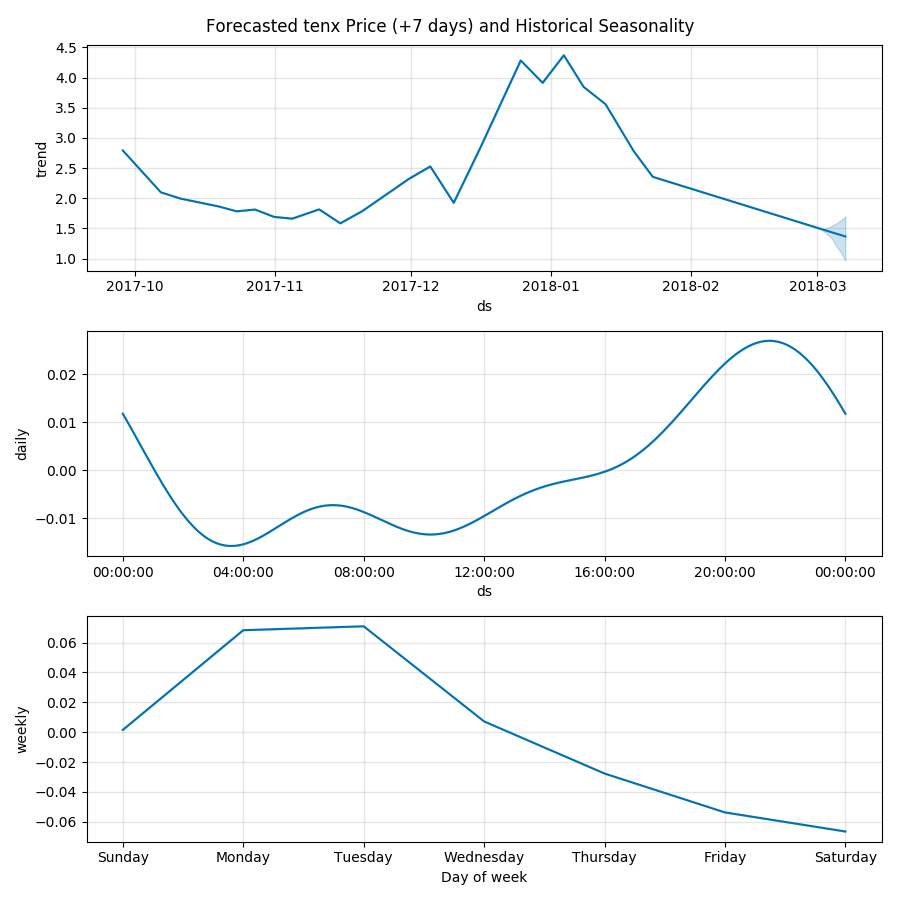 Forecasted tenx Price (+7 days) and Historical Seasonality
4.5
4.0
3.5
3.0
2.5
2.0
1.5
1.0
trend
2017-10 2017-11 2017-12 2018-01 2018-02 2018-03
ds
0.02
0.01
0.00
−0.01
daily
00:00:00 04:00:00 08:00:00 12:00:00 16:00:00 20:00:00 00:00:00
ds
0.06
0.04
0.02
0.00
−0.02
−0.04
−0.06
weekly
Sunday Monday Tuesday Wednesday Thursday Friday Saturday
Day of week